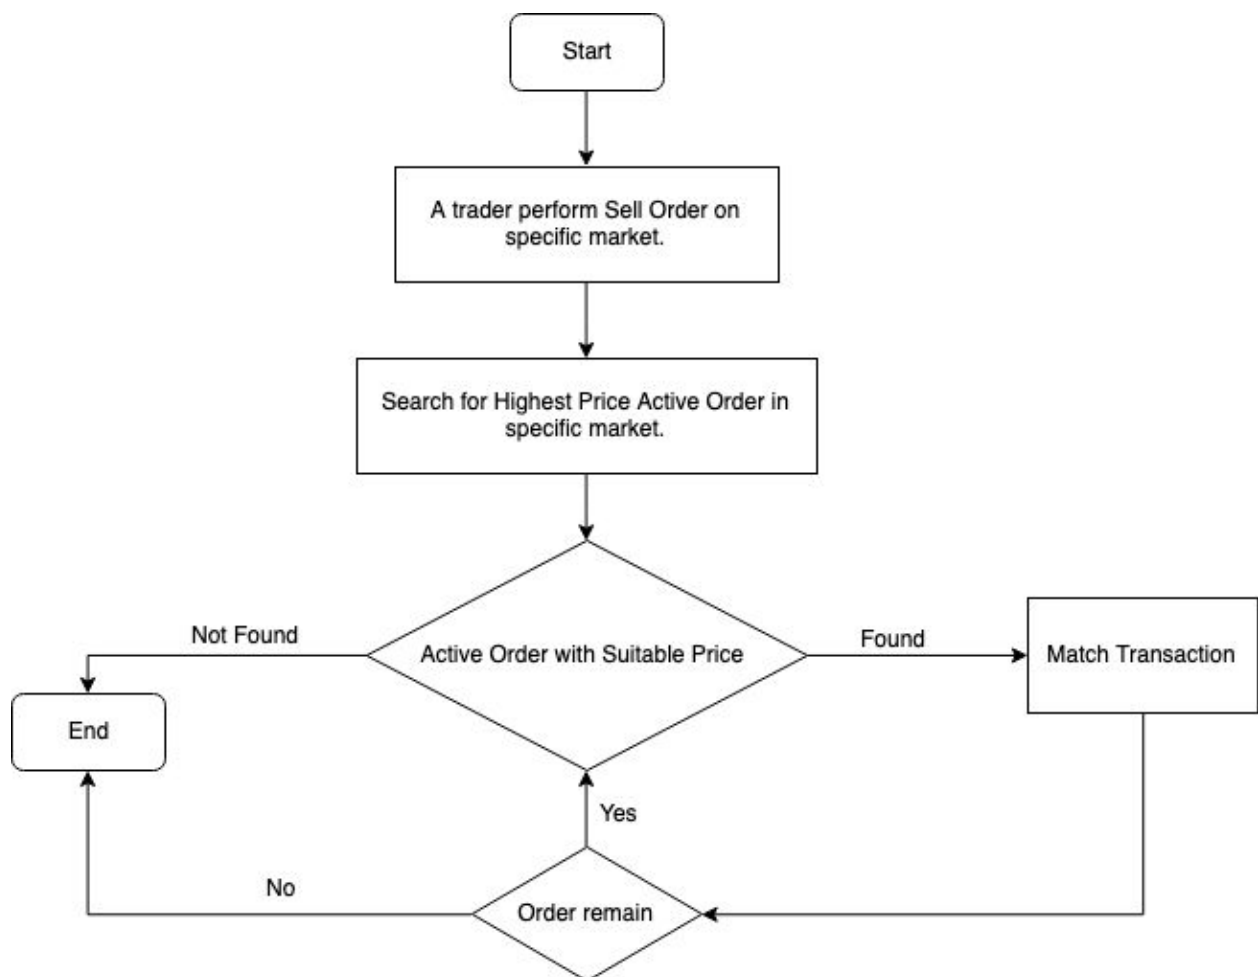 Start
A trader perform Sell Order on
specific market.
Search for Highest Price Active Order in
specific market.
Not Found
Active Order with Suitable Price
Found
Match Transaction
End
Yes
No
Order remain